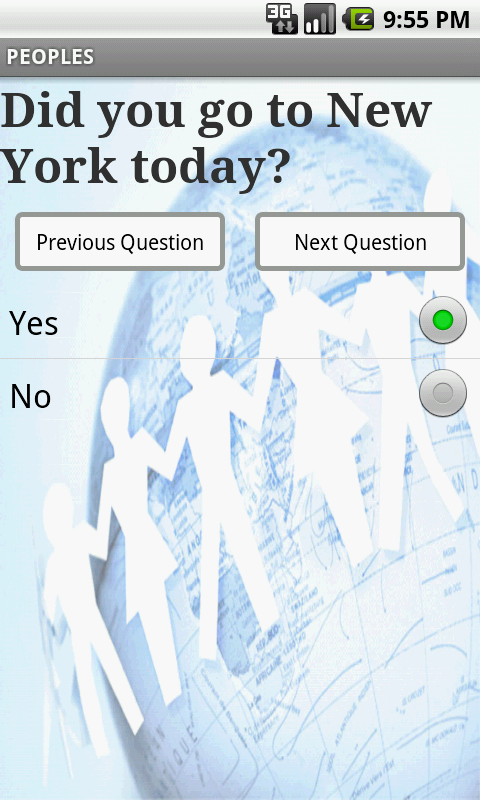 3G 9:55 PM
PEOPLES
Did you go to New
York today?
Previous Question Next Question
Yes
No